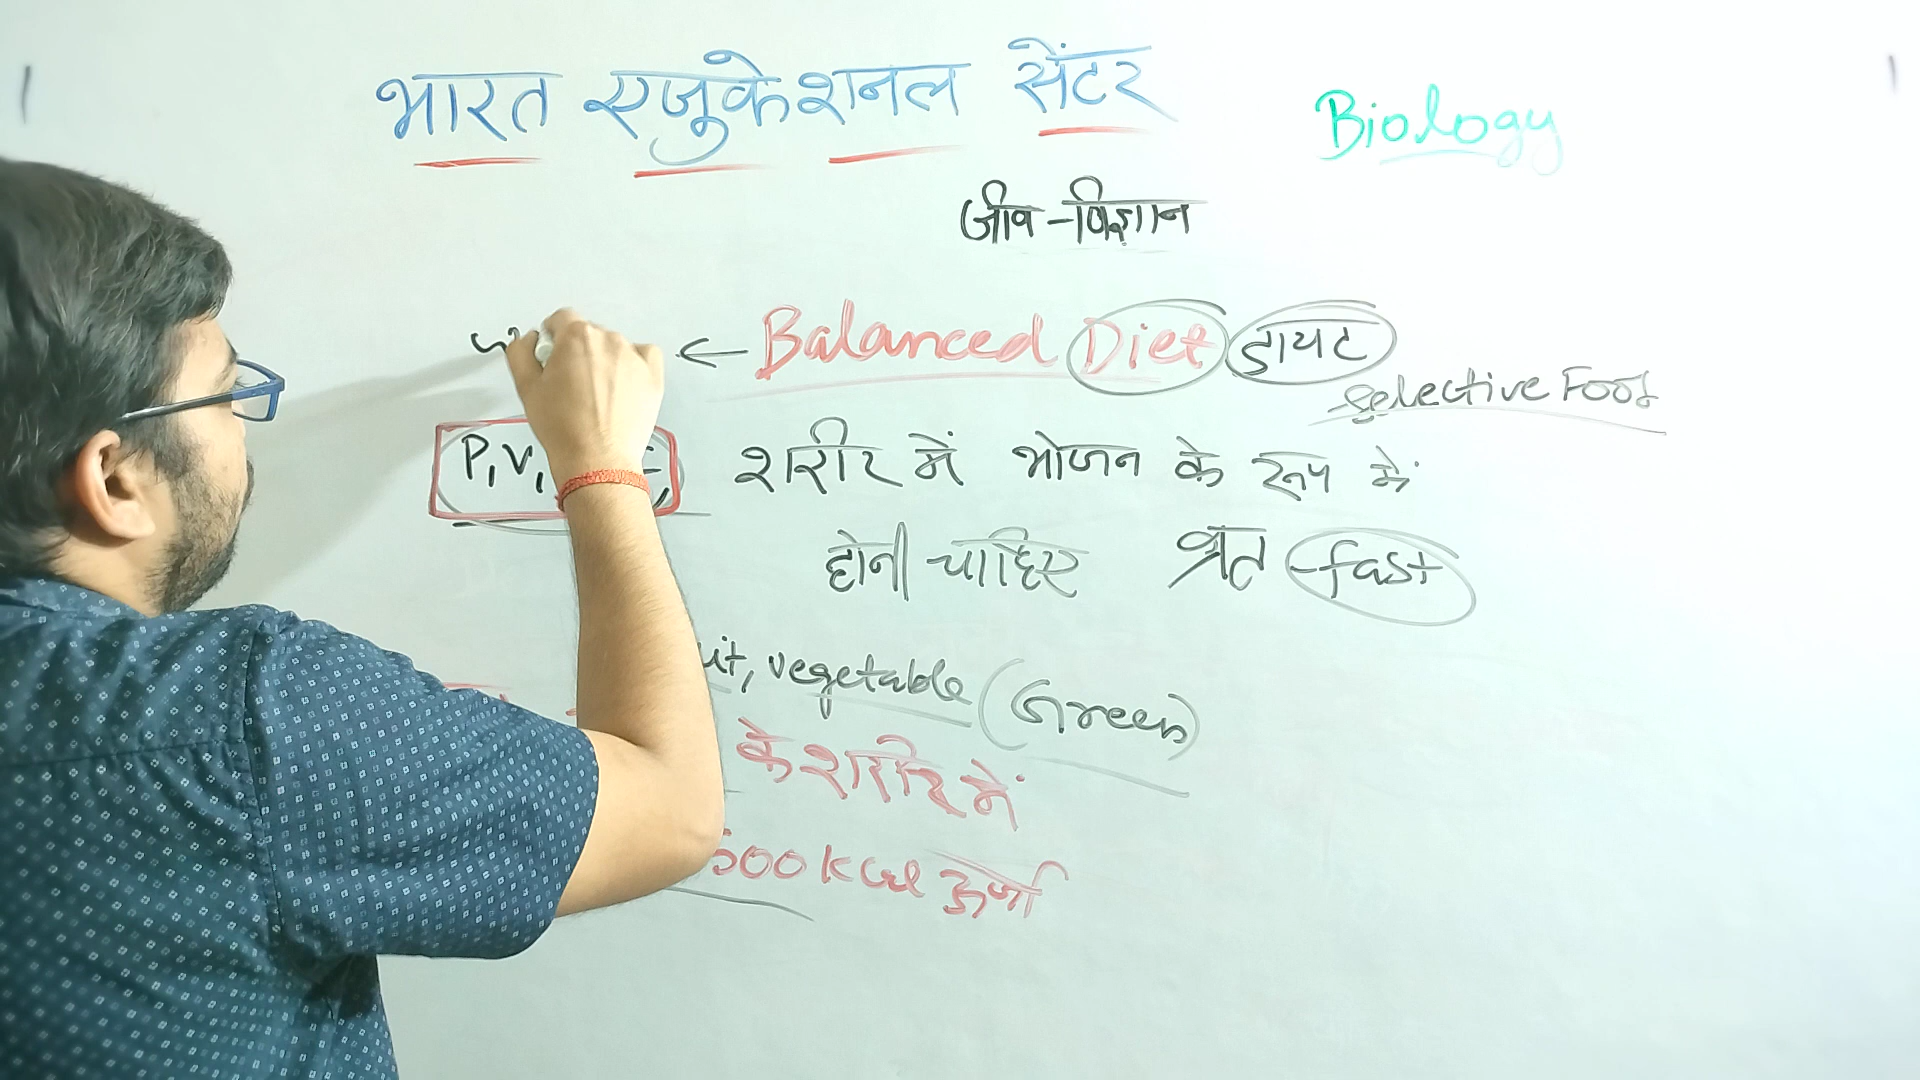 भारत एजुकेशनल सेंटर
Biology
जीव-विज्ञान
← Balanced Diet डायट
Selective Food
P, V,
शरीर में भोजन के रूप में
होनी चाहिए व्रत fast
vegetable (Green)
के शरीर में
500 kcal ऊर्जा